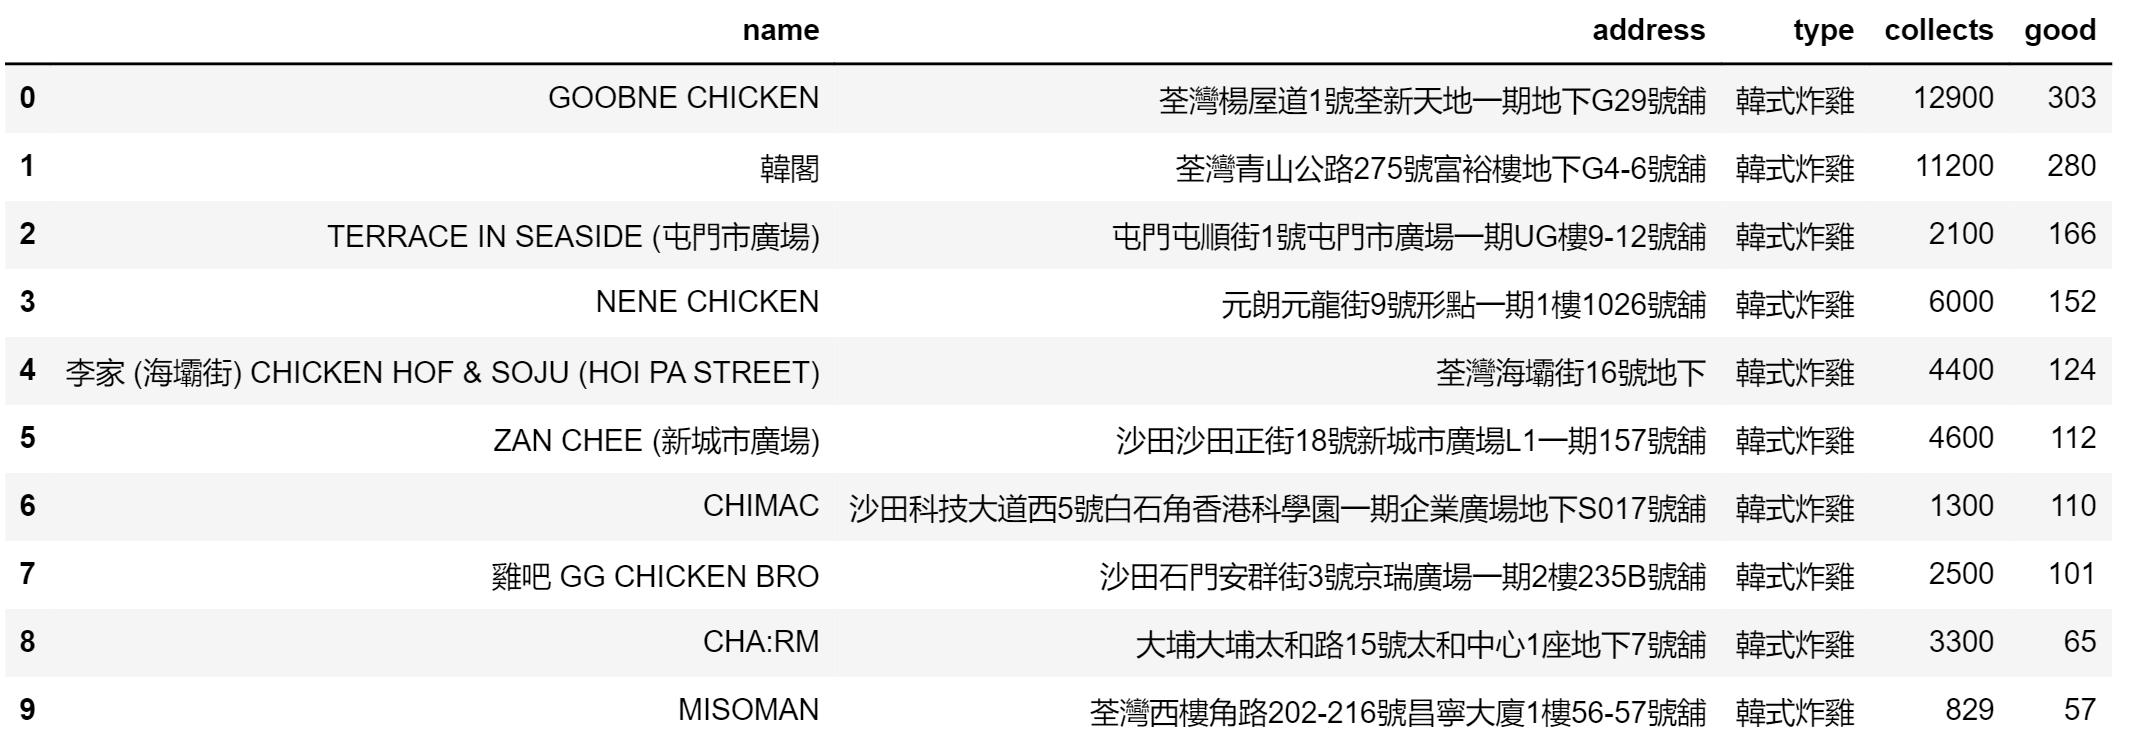 name address type collects good
0 GOOBNE CHICKEN 荃灣楊屋道1號荃新天地一期地下G29號舖 韓式炸雞 12900 303
1 韓閣 荃灣青山公路275號富裕樓地下G4-6號舖 韓式炸雞 11200 280
2 TERRACE IN SEASIDE (屯門市廣場) 屯門屯順街1號屯門市廣場一期UG樓9-12號舖 韓式炸雞 2100 166
3 NENE CHICKEN 元朗元龍街9號形點一期1樓1026號舖 韓式炸雞 6000 152
4 李家 (海壩街) CHICKEN HOF & SOJU (HOI PA STREET) 荃灣海壩街16號地下 韓式炸雞 4400 124
5 ZAN CHEE (新城市廣場) 沙田沙田正街18號新城市廣場L1一期157號舖 韓式炸雞 4600 112
6 CHIMAC 沙田科技大道西5號白石角香港科學園一期企業廣場地下S017號舖 韓式炸雞 1300 110
7 雞吧 GG CHICKEN BRO 沙田石門安群街3號京瑞廣場一期2樓235B號舖 韓式炸雞 2500 101
8 CHA:RM 大埔大埔太和路15號太和中心1座地下7號舖 韓式炸雞 3300 65
9 MISOMAN 荃灣西樓角路202-216號昌寧大廈1樓56-57號舖 韓式炸雞 829 57